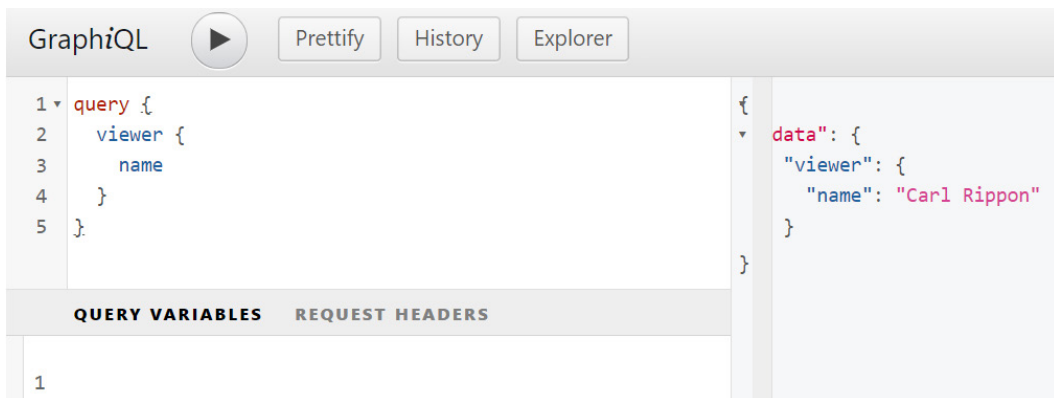 GraphiQL Prettify History Explorer
1 query {
2 viewer {
3 name
4 }
5 }
QUERY VARIABLES REQUEST HEADERS
1
{
data": {
"viewer": {
"name": "Carl Rippon"
}
}